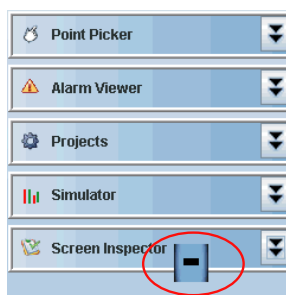 Point Picker
Alarm Viewer
Projects
Simulator
Screen Inspector